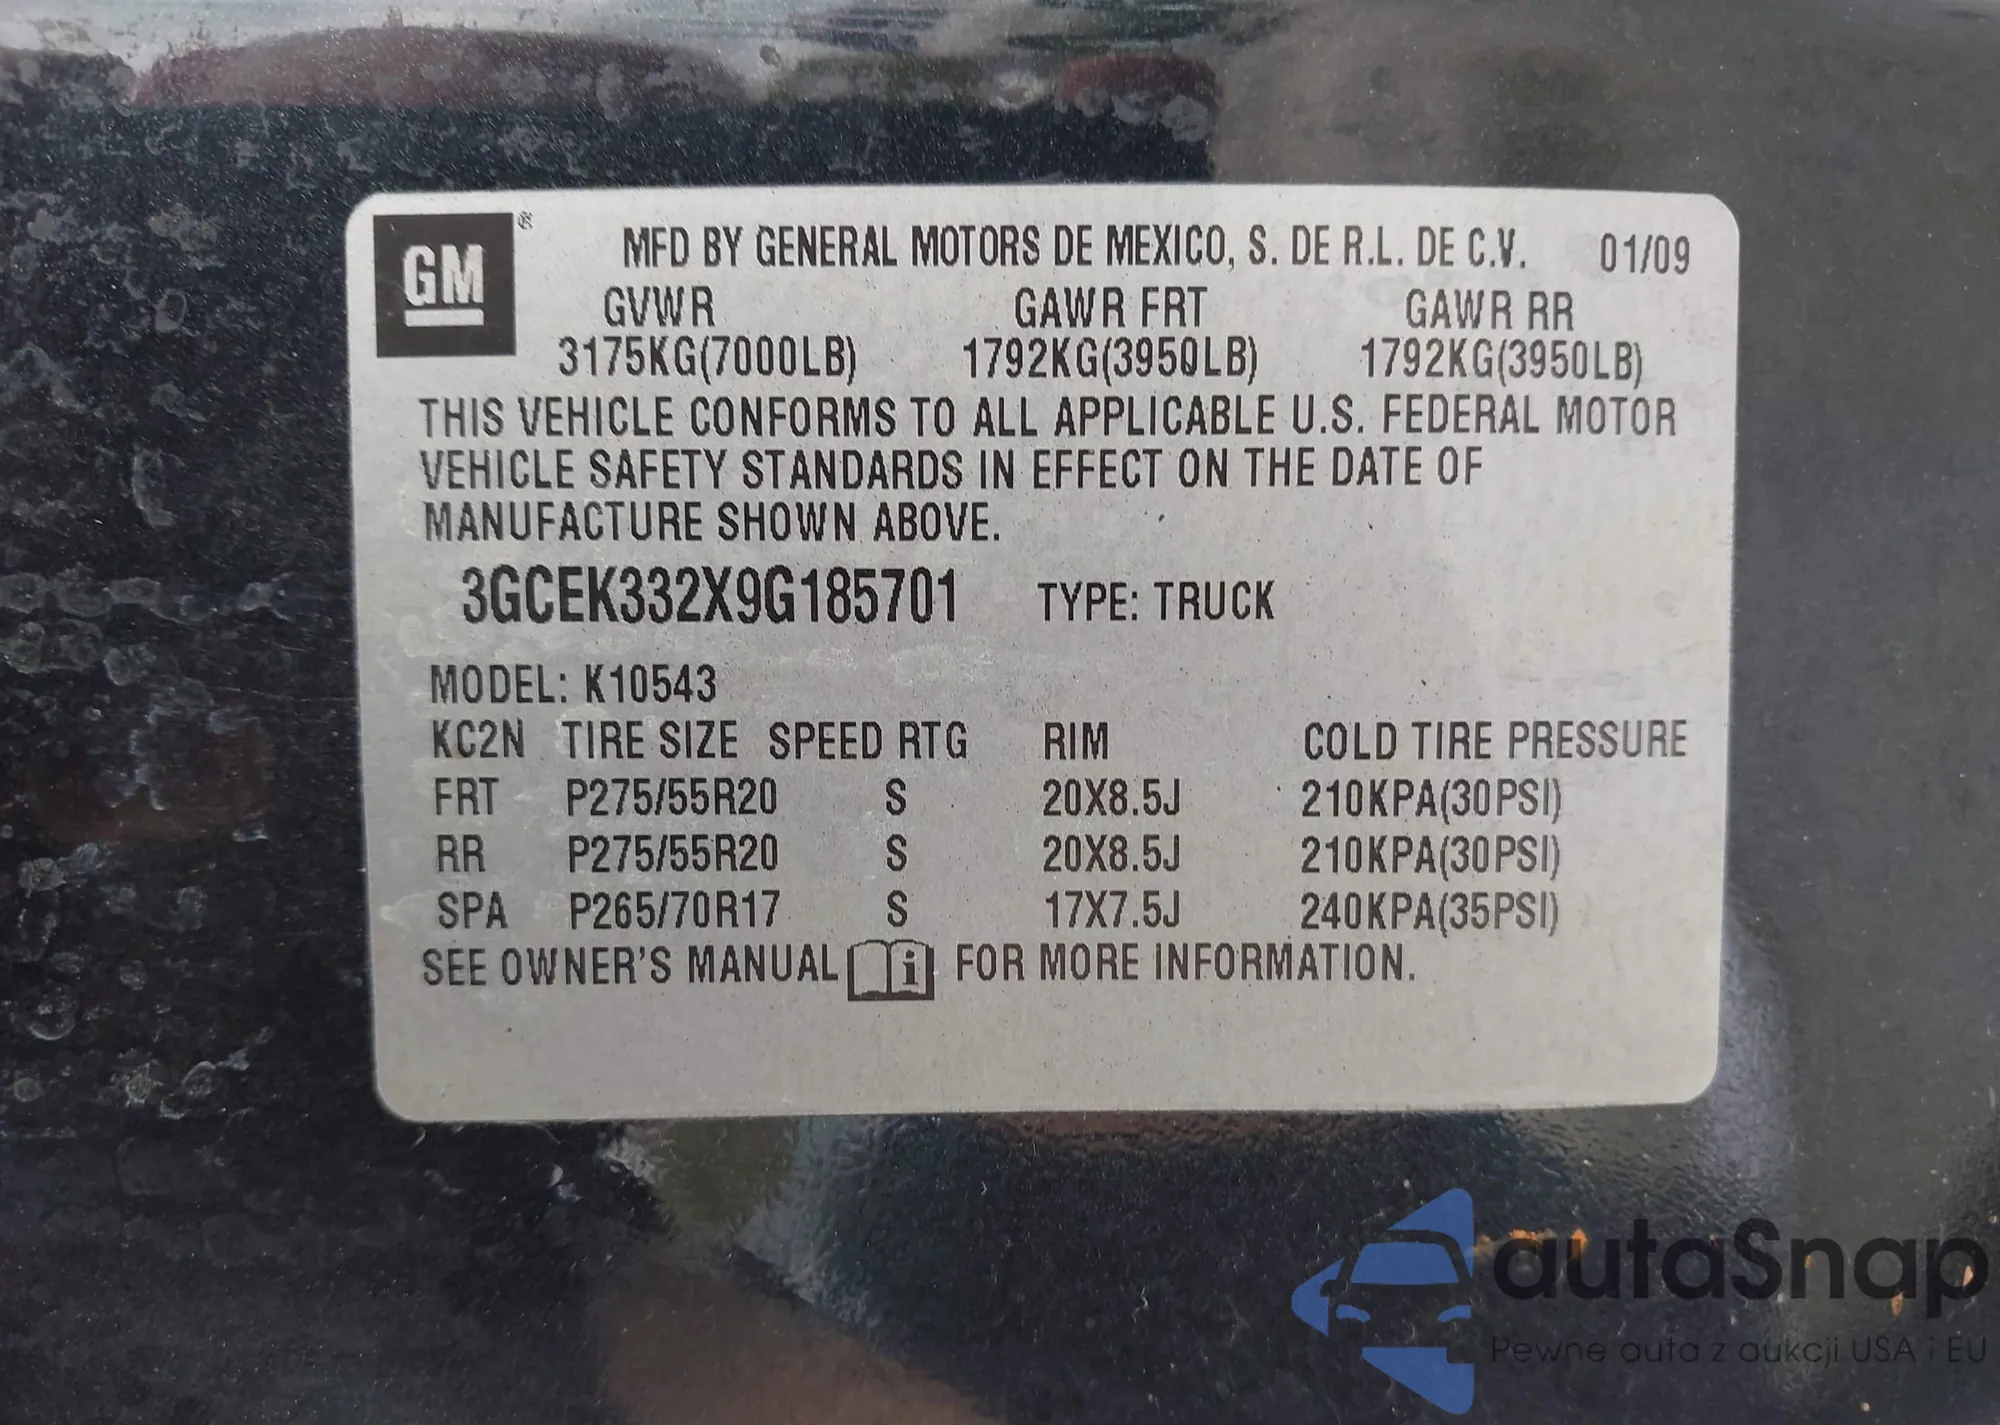 GM ®
MFD BY GENERAL MOTORS DE MEXICO, S. DE R.L. DE C.V. 01/09
GVWR GAWR FRT GAWR RR
3175KG(7000LB) 1792KG(3950LB) 1792KG(3950LB)
THIS VEHICLE CONFORMS TO ALL APPLICABLE U.S. FEDERAL MOTOR
VEHICLE SAFETY STANDARDS IN EFFECT ON THE DATE OF
MANUFACTURE SHOWN ABOVE.
3GCEK332X9G185701 TYPE: TRUCK
MODEL: K10543
KC2N TIRE SIZE SPEED RTG RIM COLD TIRE PRESSURE
FRT P275/55R20 S 20X8.5J 210KPA(30PSI)
RR P275/55R20 S 20X8.5J 210KPA(30PSI)
SPA P265/70R17 S 17X7.5J 240KPA(35PSI)
SEE OWNER'S MANUAL i FOR MORE INFORMATION.
autaSnap
Pewne auta z aukcji USA i EU